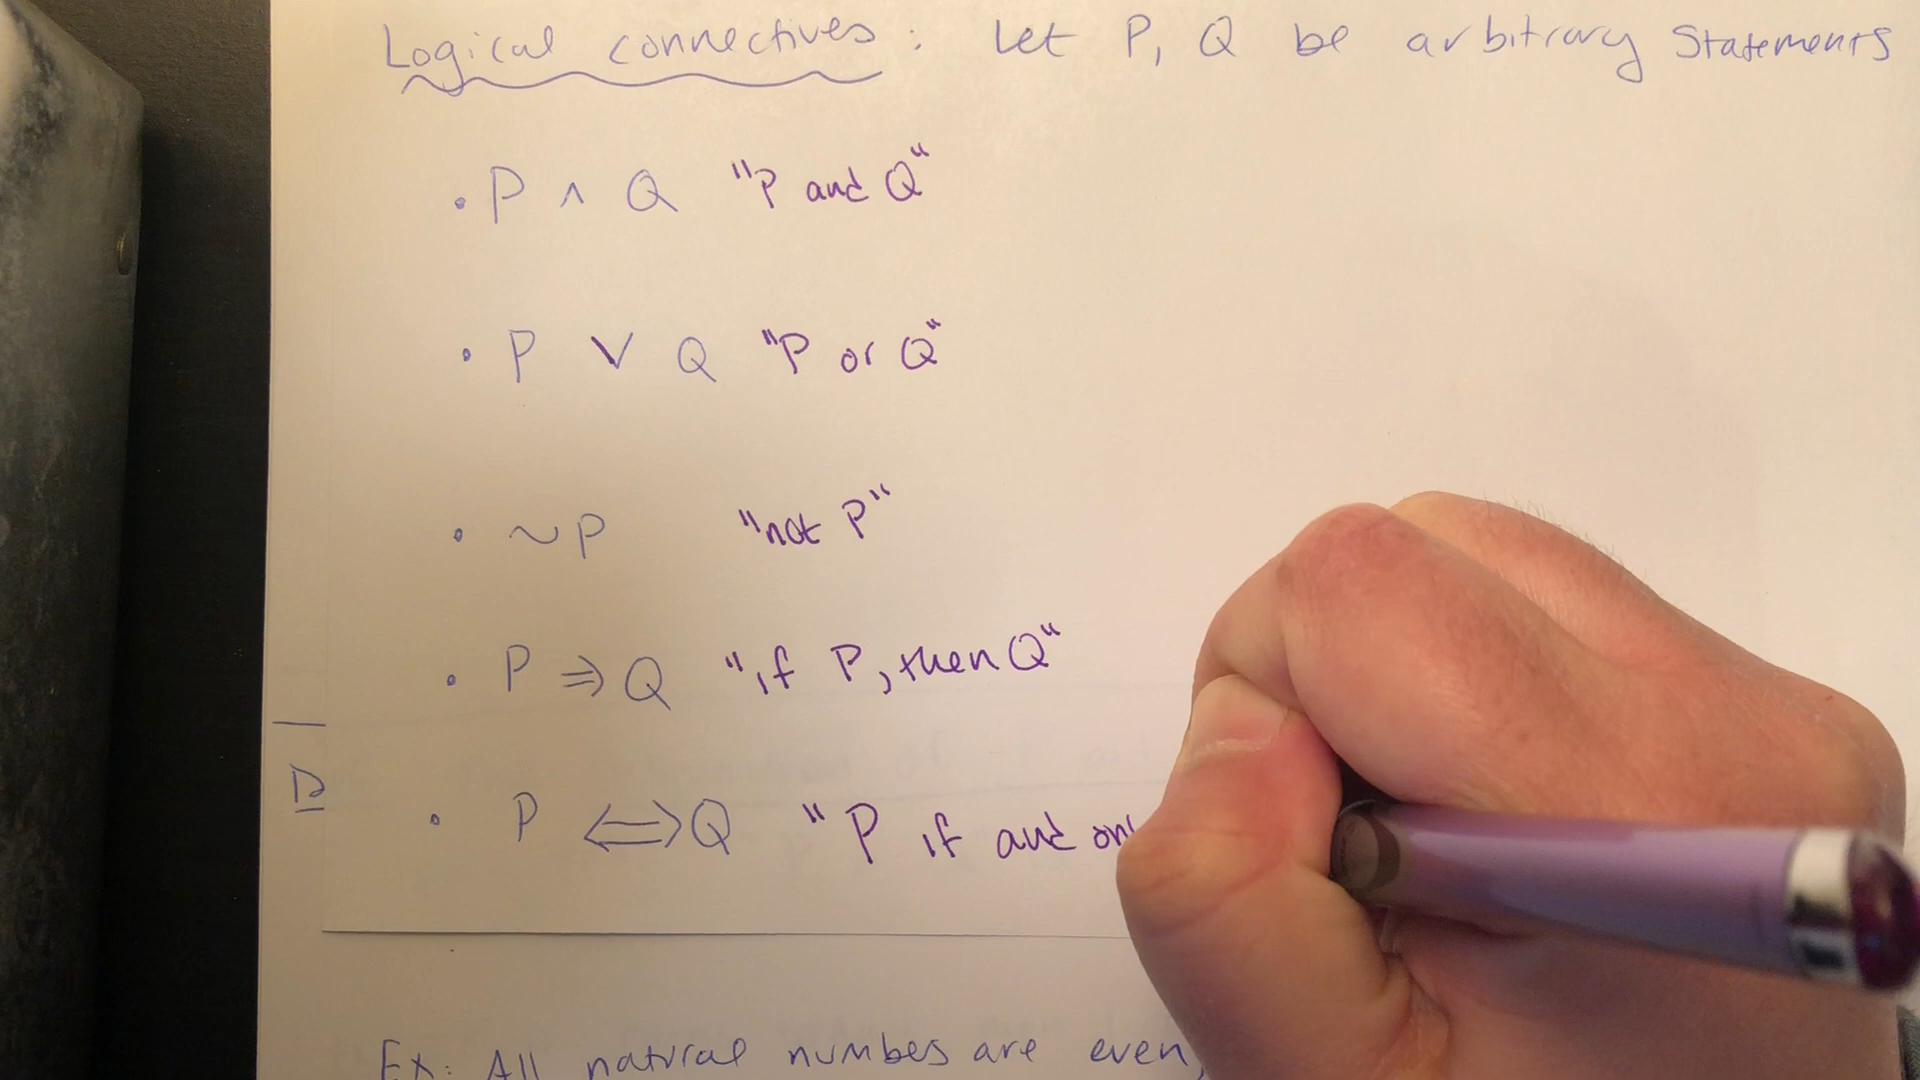 Logical connectives: Let P, Q be arbitrary Statements
• P ∧ Q "P and Q"
• P ∨ Q "P or Q"
• ~P "not P"
• P ⇒ Q "if P, then Q"
• P ⇔ Q "P if and
Ex: All natural numbes are even,